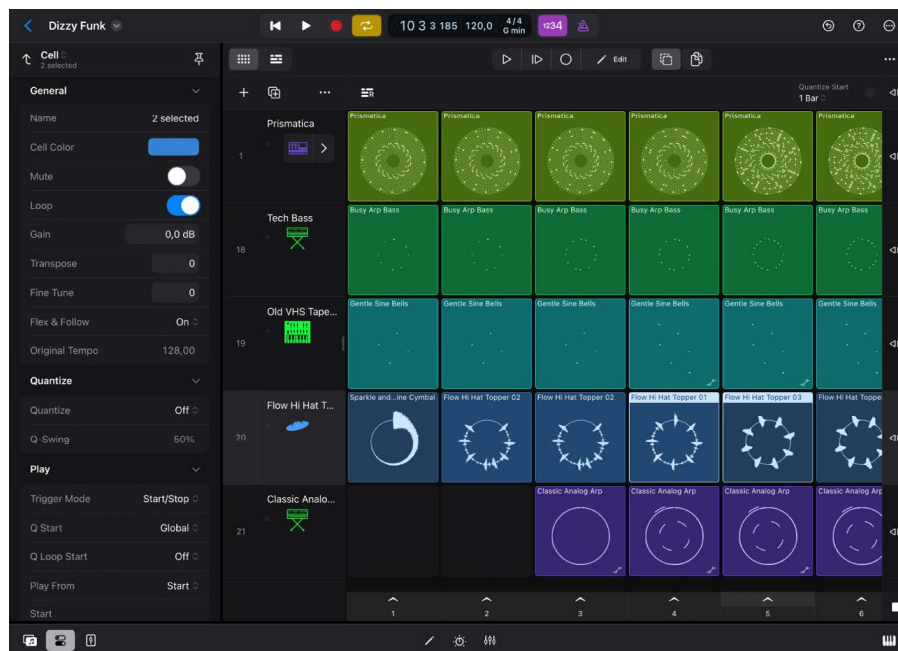 Dizzy Funk
10 3 3 185 120,0 4/4 G min 1234
Cell
2 selected
Edit
General
Name 2 selected
Cell Color
Mute
Loop
Gain 0,0 dB
Transpose 0
Fine Tune 0
Flex & Follow On
Original Tempo 128,00
Quantize
Quantize Off
Q-Swing 50%
Play
Trigger Mode Start/Stop
Q Start Global
Q Loop Start Off
Play From Start
Start
Quantize Start
1 Bar
1 Prismatica
Prismatica Prismatica Prismatica Prismatica Prismatica Prismatica
18 Tech Bass
Busy Arp Bass Busy Arp Bass Busy Arp Bass Busy Arp Bass Busy Arp Bass Busy Arp Bass
19 Old VHS Tape...
Gentle Sine Bells Gentle Sine Bells Gentle Sine Bells Gentle Sine Bells Gentle Sine Bells Gentle Sine Bells
20 Flow Hi Hat T...
Sparkle and...ine Cymbal Flow Hi Hat Topper 02 Flow Hi Hat Topper 02 Flow Hi Hat Topper 01 Flow Hi Hat Topper 03 Flow Hi Hat Toppe
21 Classic Analo...
Classic Analog Arp Classic Analog Arp Classic Analog Arp Classic Analog Arp
1 2 3 4 5 6